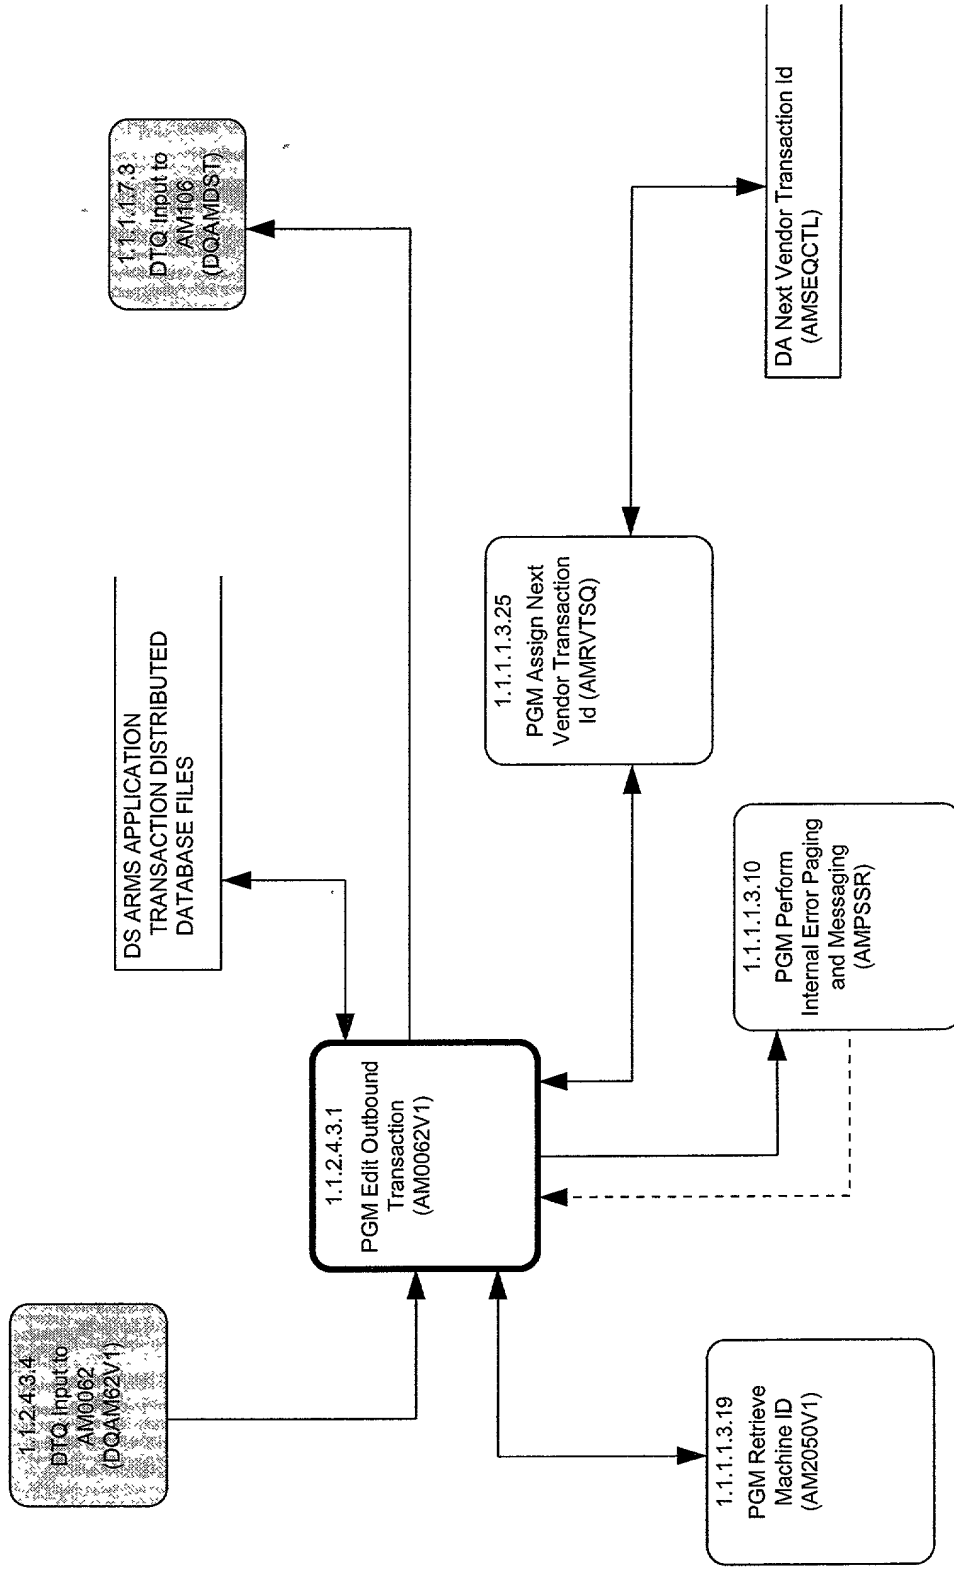 1.1.2.4.3.4
DTQ Input to
AM0062
(DQAM62V1)
1.1.1.1.3.19
PGM Retrieve
Machine ID
(AM2050V1)
1.1.2.4.3.1
PGM Edit Outbound
Transaction
(AM0062V1)
DS ARMS APPLICATION
TRANSACTION DISTRIBUTED
DATABASE FILES
1.1.1.1.3.10
PGM Perform
Internal Error Paging
and Messaging
(AMPSSR)
1.1.1.1.3.25
PGM Assign Next
Vendor Transaction
Id (AMRVTSQ)
1.1.1.1.7.3
DTQ Input to
AM106
(DQAMDST)
DA Next Vendor Transaction Id
(AMSEQCTL)